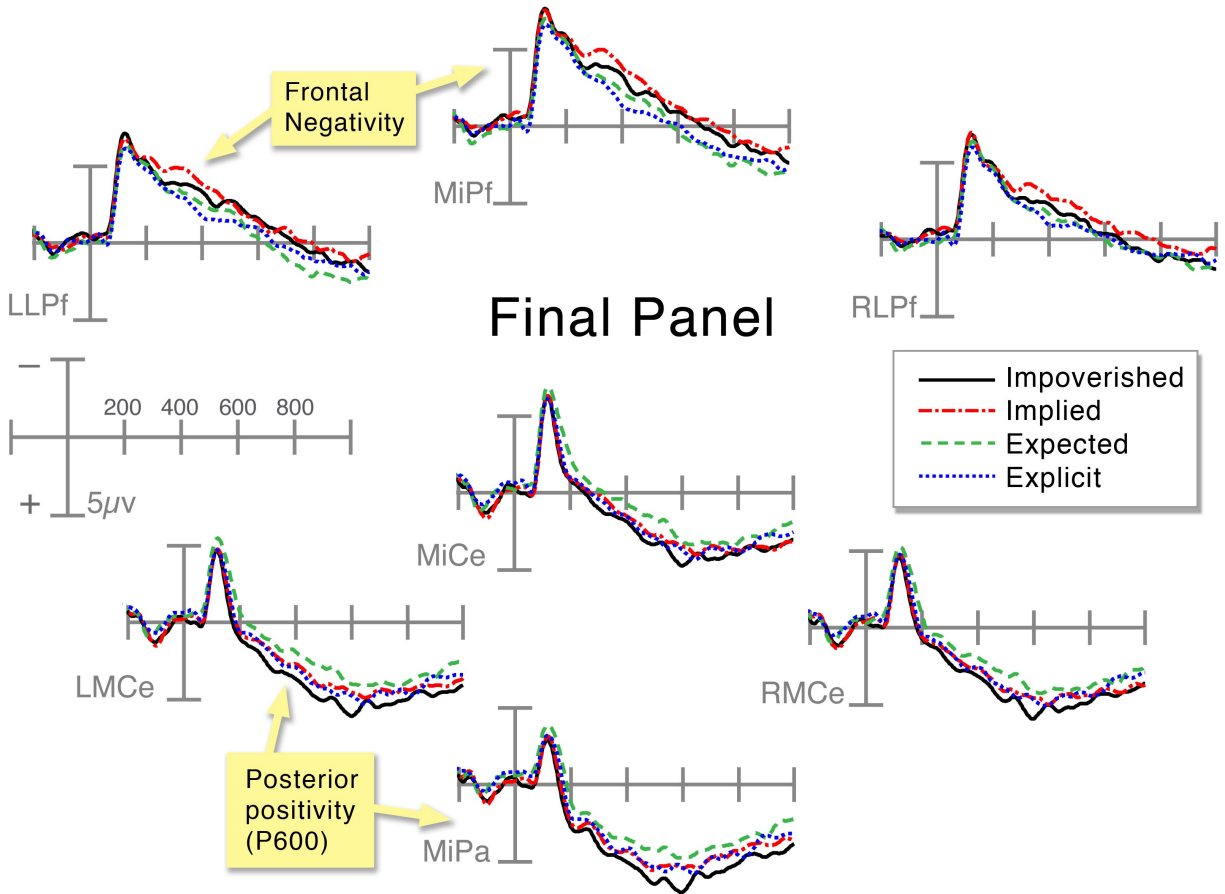 Frontal
Negativity
MiPf
LLPf
RLPf
Final Panel
−
200 400 600 800
+ 5µv
Impoverished
Implied
Expected
Explicit
MiCe
LMCe
RMCe
Posterior
positivity
(P600)
MiPa